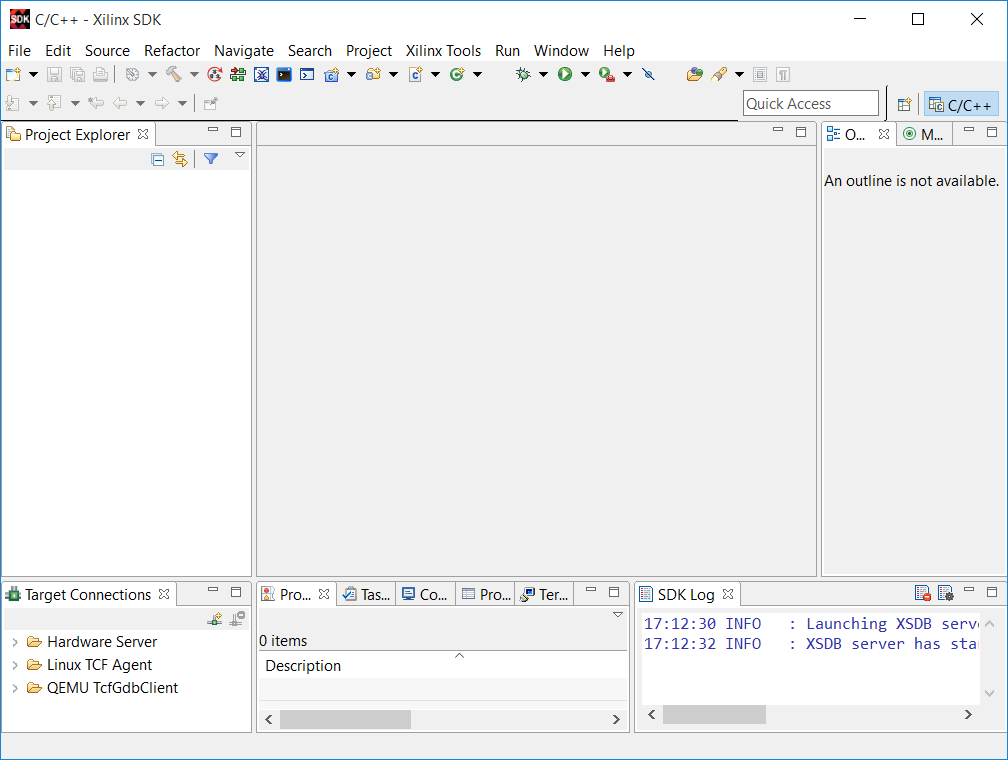 SDK C/C++ - Xilinx SDK
File Edit Source Refactor Navigate Search Project Xilinx Tools Run Window Help
Quick Access
C/C++
Project Explorer
O...
M...
An outline is not available.
Target Connections
Hardware Server
Linux TCF Agent
QEMU TcfGdbClient
Pro... Tas... Co... Pro... Ter...
0 items
Description
SDK Log
17:12:30 INFO : Launching XSDB serv
17:12:32 INFO : XSDB server has sta